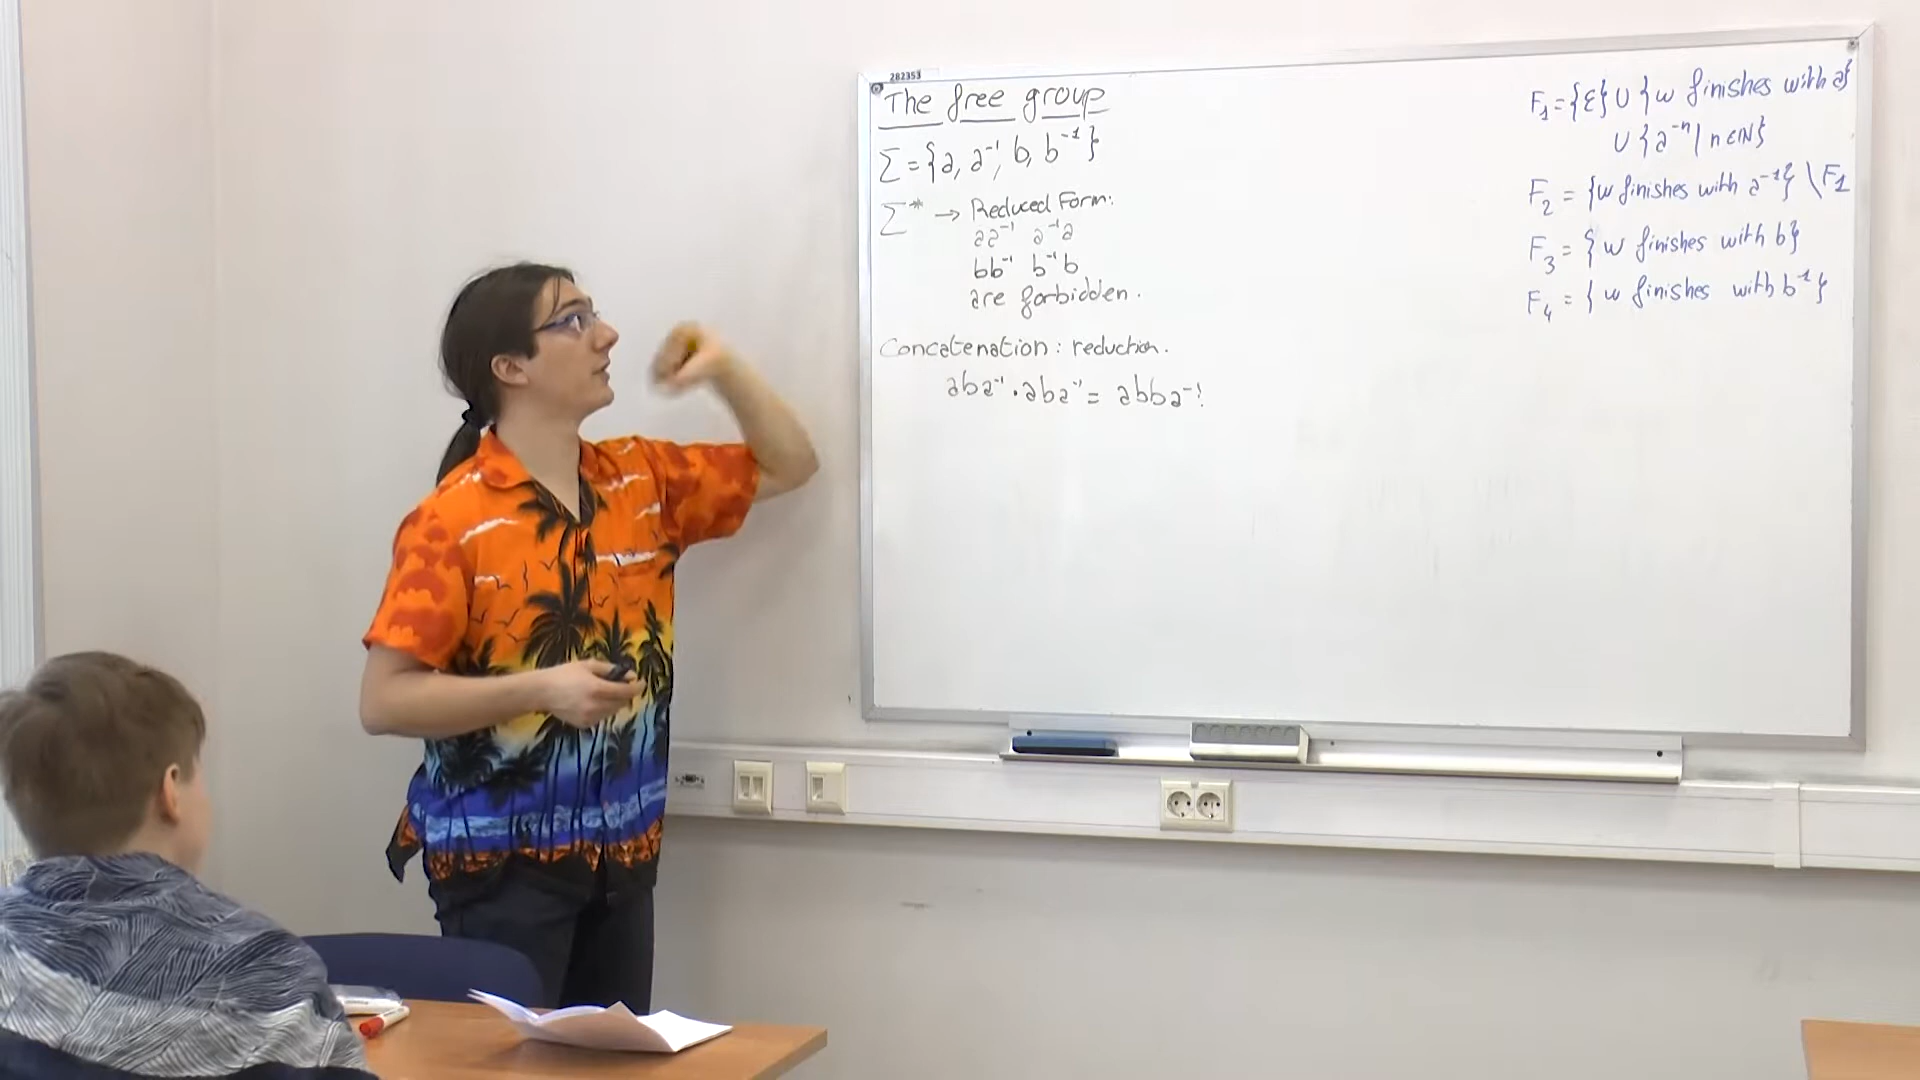 282353
The free group
Σ = {a, a⁻¹, b, b⁻¹}
Σ* → Reduced Form:
aa⁻¹ a⁻¹a
bb⁻¹ b⁻¹b
are forbidden.
Concatenation: reduction.
aba⁻¹ . aba⁻¹ = abba⁻¹.
F₁ = {ε} ∪ {w finishes with a}
∪ {a⁻ⁿ | n ∈ ℕ}
F₂ = {w finishes with a⁻¹} \ F₁
F₃ = {w finishes with b}
F₄ = {w finishes with b⁻¹}